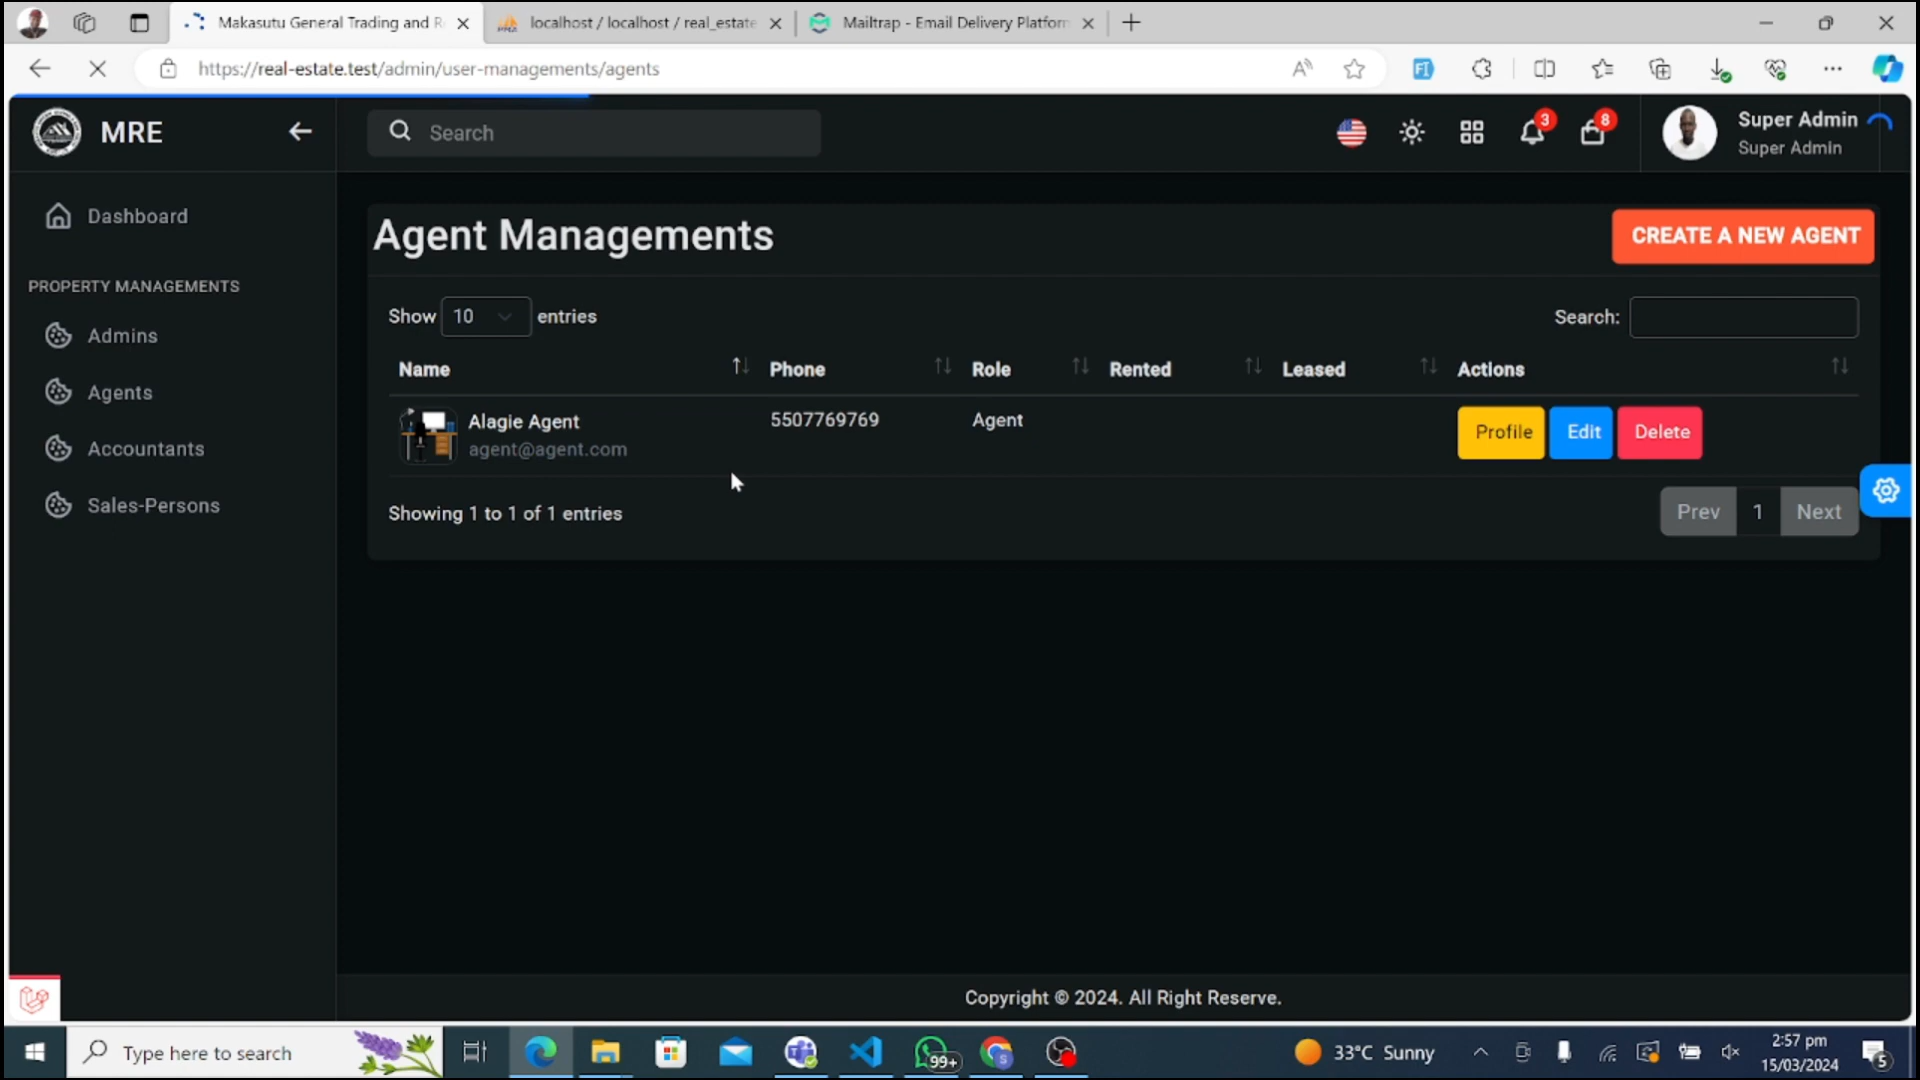 Makasutu General Trading and R
localhost / localhost / real_estate
Mailtrap - Email Delivery Platform
https://real-estate.test/admin/user-managements/agents
MRE
Search
3
8
Super Admin
Super Admin
Dashboard
PROPERTY MANAGEMENTS
Admins
Agents
Accountants
Sales-Persons
Agent Managements
CREATE A NEW AGENT
Show 10 entries
Search:
Name Phone Role Rented Leased Actions
Alagie Agent 5507769769 Agent Profile Edit Delete
agent@agent.com
Showing 1 to 1 of 1 entries
Prev 1 Next
Copyright © 2024. All Right Reserve.
Type here to search
99+
33°C Sunny
2:57 pm
15/03/2024
5